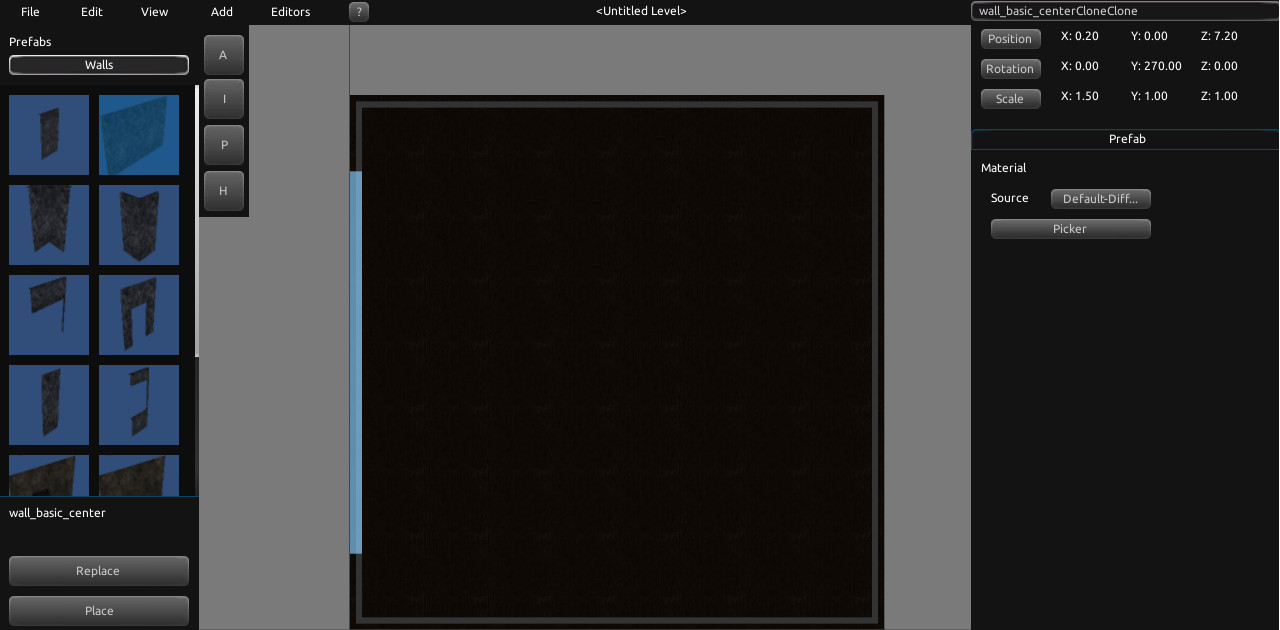 File Edit View Add Editors ? <Untitled Level>
Prefabs
Walls
A
I
P
H
wall_basic_center
Replace
Place
wall_basic_centerCloneClone
Position X: 0.20 Y: 0.00 Z: 7.20
Rotation X: 0.00 Y: 270.00 Z: 0.00
Scale X: 1.50 Y: 1.00 Z: 1.00
Prefab
Material
Source Default-Diff...
Picker